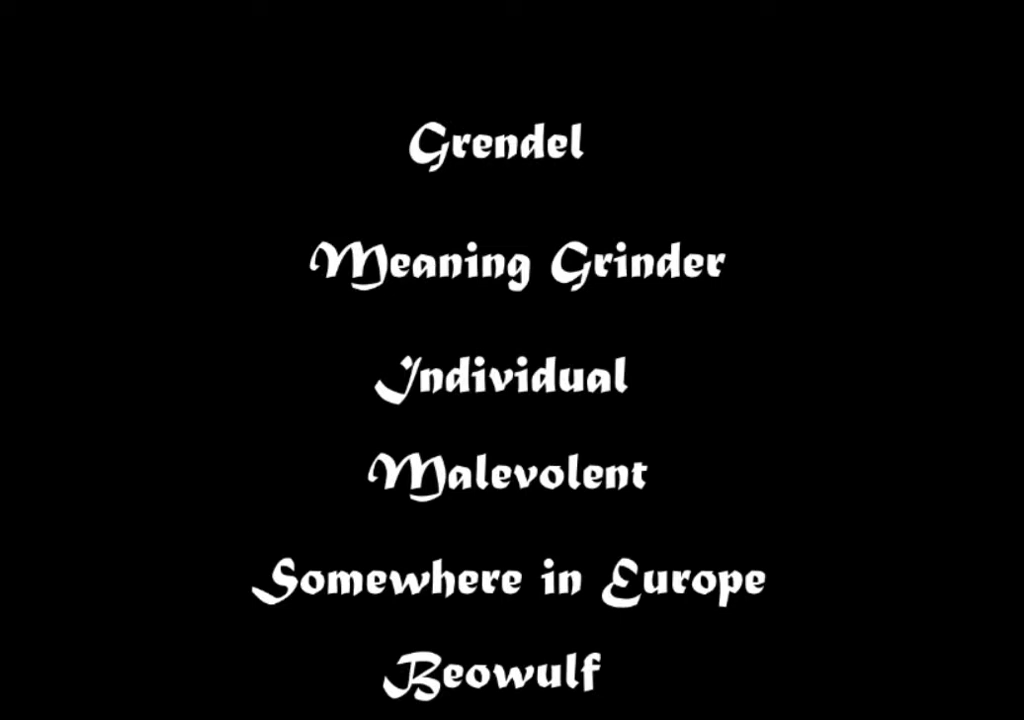 Grendel
Meaning Grinder
Individual
Malevolent
Somewhere in Europe
Beowulf